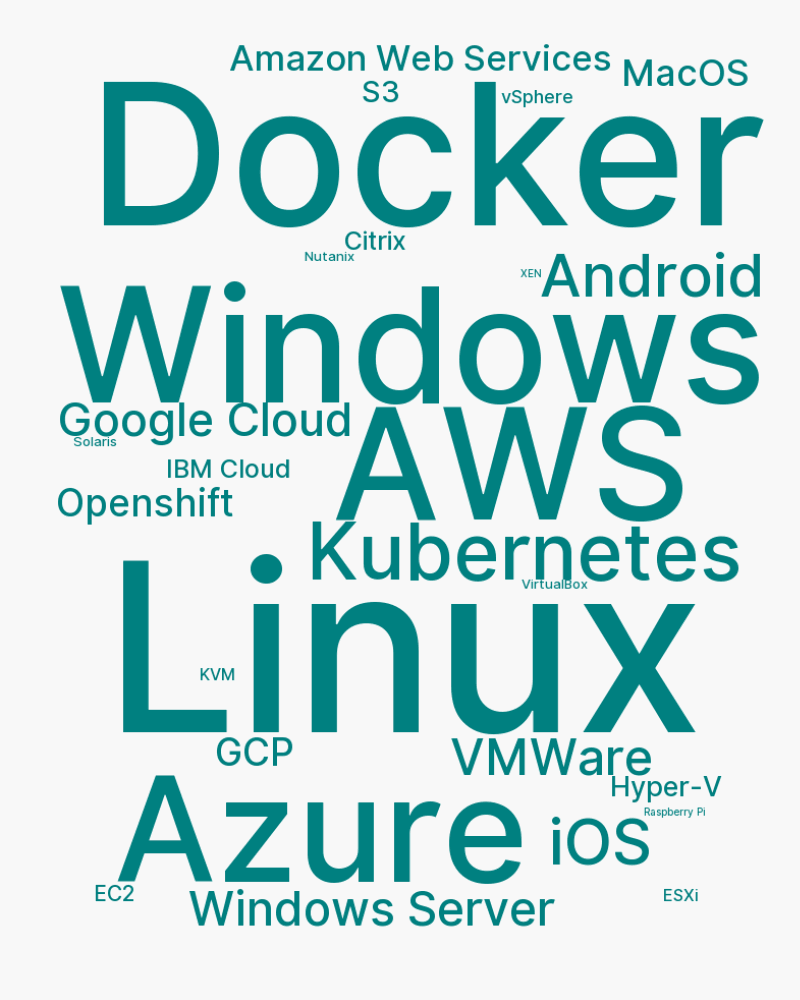 Amazon Web Services
MacOS
S3
vSphere
Docker
Citrix
Nutanix
XEN
Android
Windows
Google Cloud
AWS
Solaris
IBM Cloud
Openshift
Kubernetes
VirtualBox
Linux
KVM
GCP
VMWare
Hyper-V
Raspberry Pi
Azure
iOS
EC2
Windows Server
ESXi